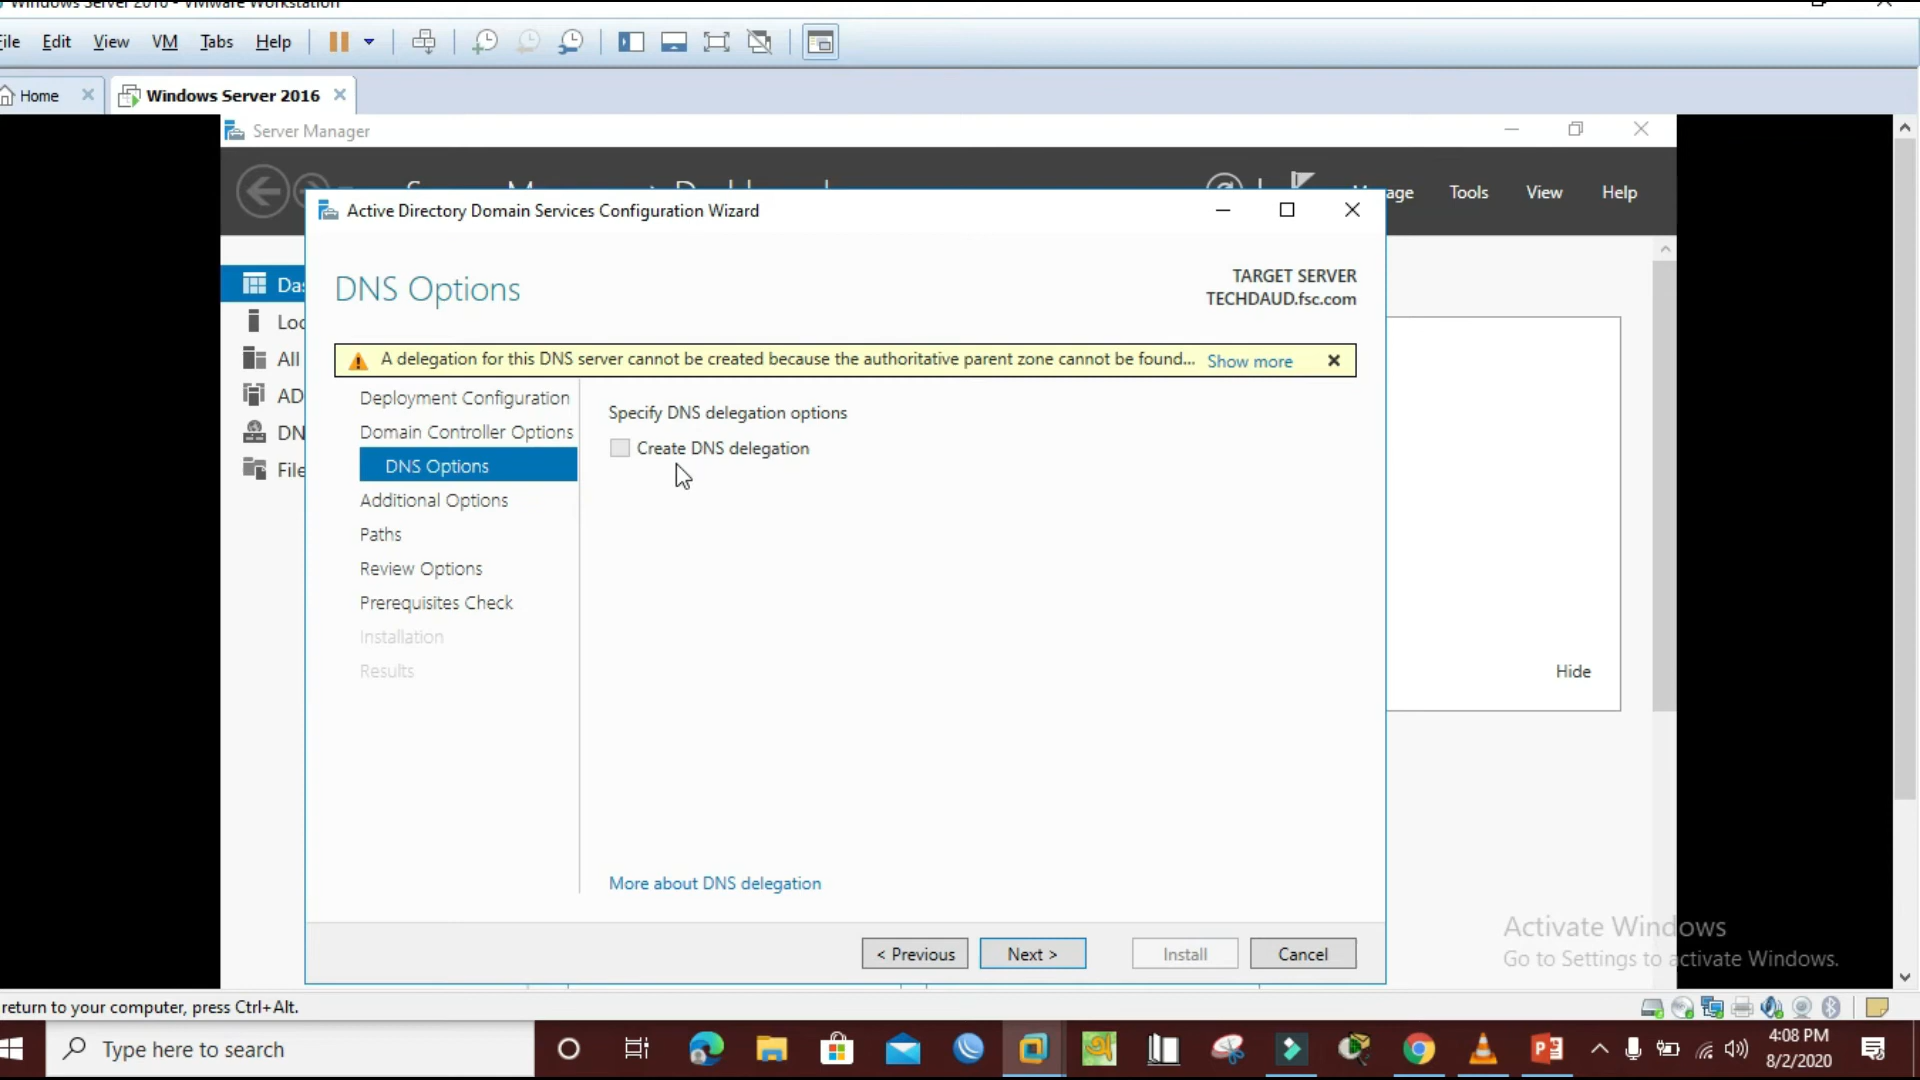 File Edit View VM Tabs Help
Home
Windows Server 2016
Server Manager
Tools View Help
Active Directory Domain Services Configuration Wizard
DNS Options
TARGET SERVER
TECHDAUD.fsc.com
A delegation for this DNS server cannot be created because the authoritative parent zone cannot be found... Show more
Deployment Configuration
Domain Controller Options
DNS Options
Additional Options
Paths
Review Options
Prerequisites Check
Installation
Results
Specify DNS delegation options
Create DNS delegation
All
AD
DN
File
Hide
More about DNS delegation
< Previous
Next >
Install
Cancel
Activate Windows
Go to Settings to activate Windows.
return to your computer, press Ctrl+Alt.
Type here to search
4:08 PM
8/2/2020